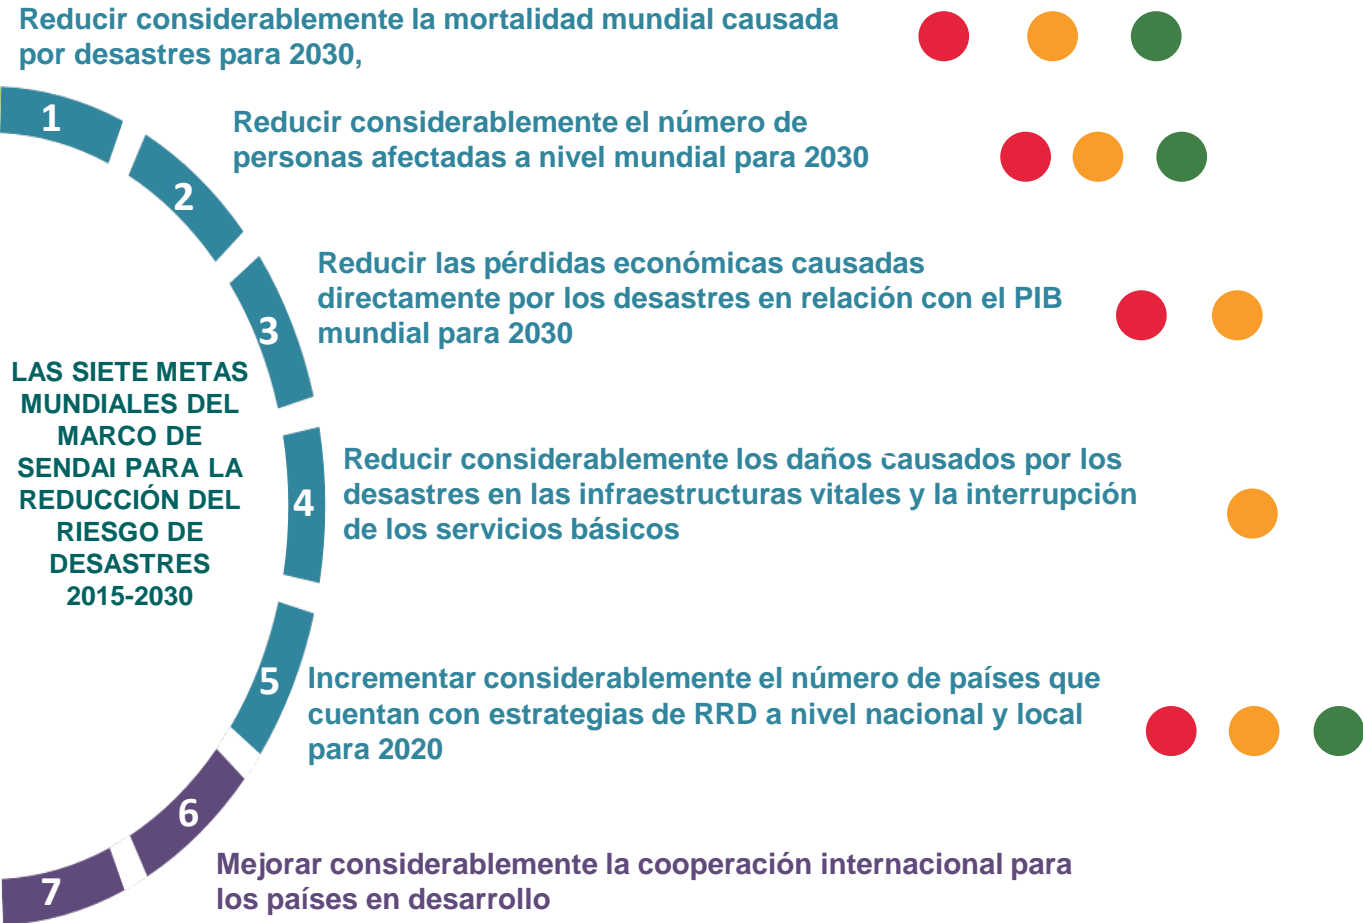 Reducir considerablemente la mortalidad mundial causada
por desastres para 2030,
1
Reducir considerablemente el número de
personas afectadas a nivel mundial para 2030
2
Reducir las pérdidas económicas causadas
directamente por los desastres en relación con el PIB
mundial para 2030
3
LAS SIETE METAS
MUNDIALES DEL
MARCO DE
SENDAI PARA LA
REDUCCIÓN DEL
RIESGO DE
DESASTRES
2015-2030
Reducir considerablemente los daños causados por los
desastres en las infraestructuras vitales y la interrupción
de los servicios básicos
4
5
Incrementar considerablemente el número de países que
cuentan con estrategias de RRD a nivel nacional y local
para 2020
6
Mejorar considerablemente la cooperación internacional para
los países en desarrollo
7